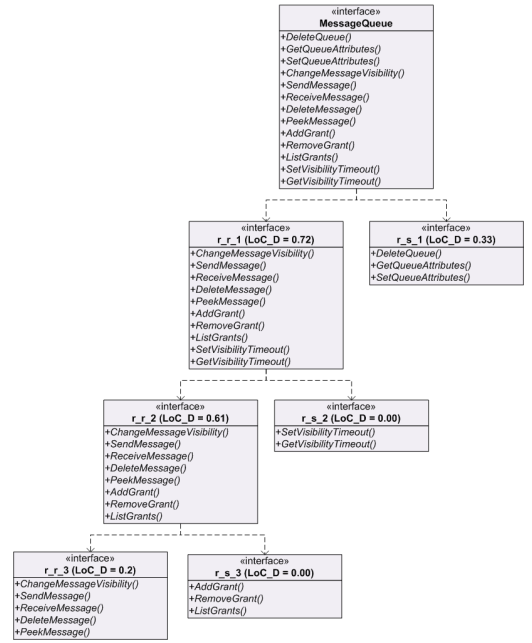 «interface»
MessageQueue
+DeleteQueue()
+GetQueueAttributes()
+SetQueueAttributes()
+ChangeMessageVisibility()
+SendMessage()
+ReceiveMessage()
+DeleteMessage()
+PeekMessage()
+AddGrant()
+RemoveGrant()
+ListGrants()
+SetVisibilityTimeout()
+GetVisibilityTimeout()
«interface»
r_r_1 (LoC_D = 0.72)
+ChangeMessageVisibility()
+SendMessage()
+ReceiveMessage()
+DeleteMessage()
+PeekMessage()
+AddGrant()
+RemoveGrant()
+ListGrants()
+SetVisibilityTimeout()
+GetVisibilityTimeout()
«interface»
r_s_1 (LoC_D = 0.33)
+DeleteQueue()
+GetQueueAttributes()
+SetQueueAttributes()
«interface»
r_r_2 (LoC_D = 0.61)
+ChangeMessageVisibility()
+SendMessage()
+ReceiveMessage()
+DeleteMessage()
+PeekMessage()
+AddGrant()
+RemoveGrant()
+ListGrants()
«interface»
r_s_2 (LoC_D = 0.00)
+SetVisibilityTimeout()
+GetVisibilityTimeout()
«interface»
r_r_3 (LoC_D = 0.2)
+ChangeMessageVisibility()
+SendMessage()
+ReceiveMessage()
+DeleteMessage()
+PeekMessage()
«interface»
r_s_3 (LoC_D = 0.00)
+AddGrant()
+RemoveGrant()
+ListGrants()